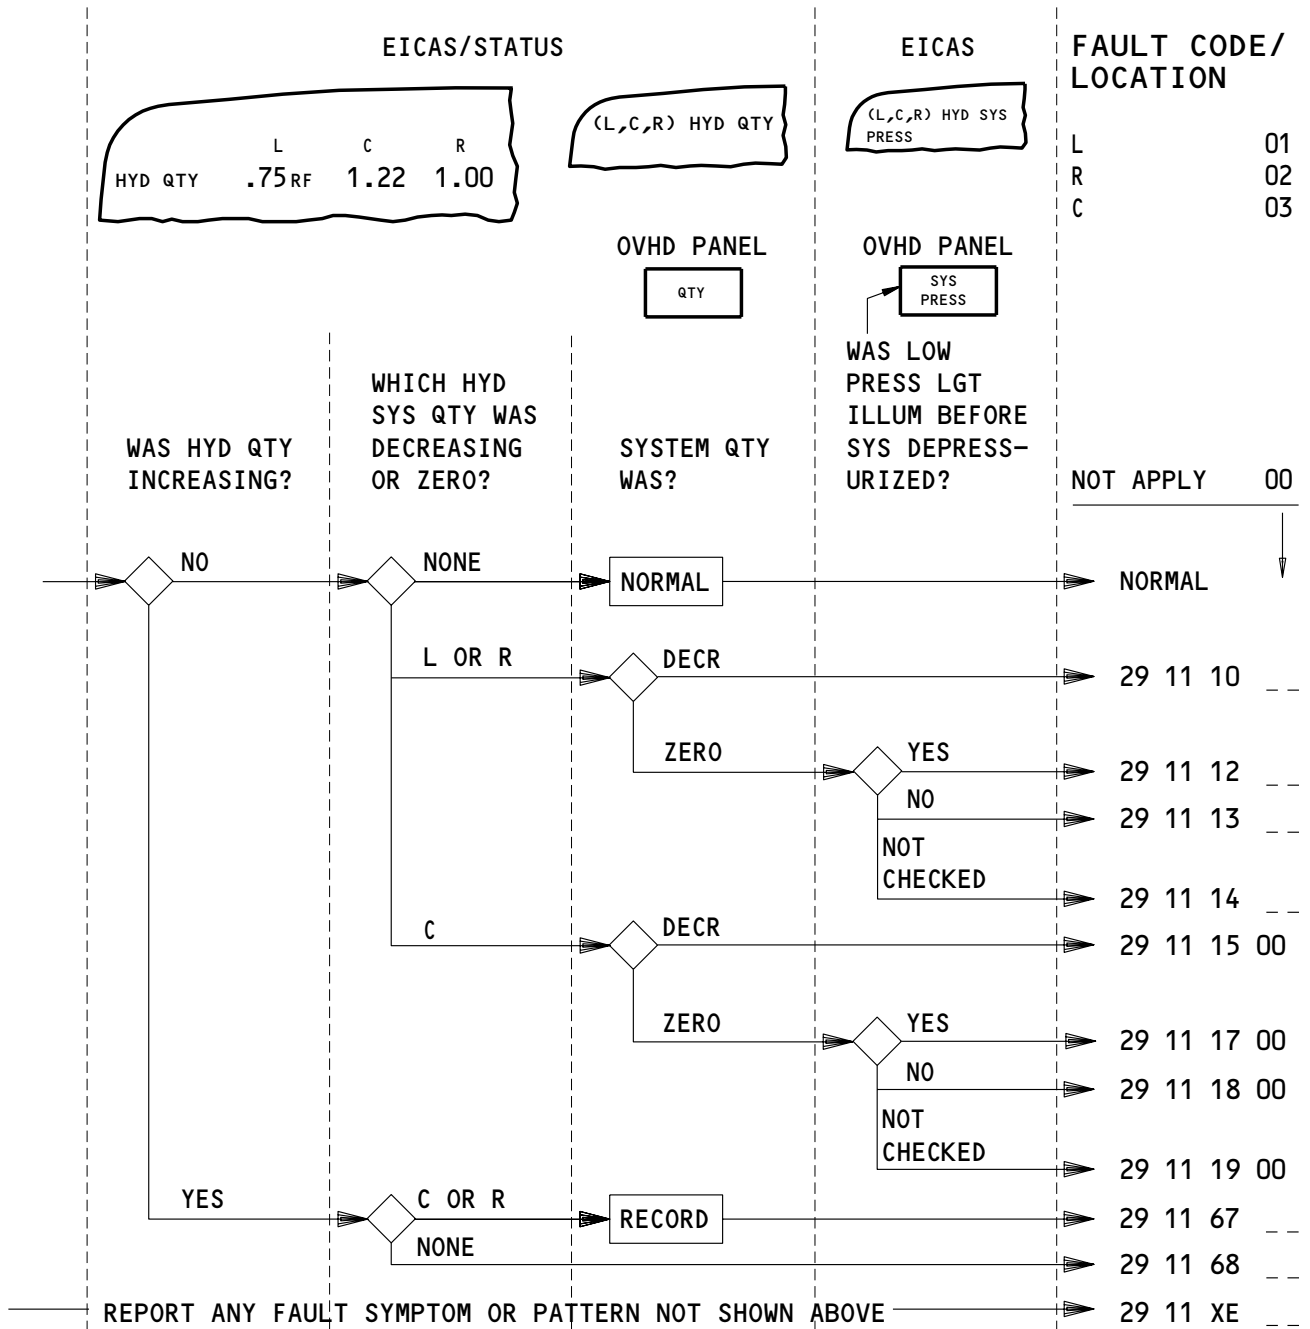 EICAS/STATUS
EICAS
FAULT CODE/
LOCATION
L C R
HYD QTY .75 RF 1.22 1.00
(L,C,R) HYD QTY
(L,C,R) HYD SYS
PRESS
L 01
R 02
C 03
OVHD PANEL
QTY
OVHD PANEL
SYS
PRESS
WAS HYD QTY
INCREASING?
WHICH HYD
SYS QTY WAS
DECREASING
OR ZERO?
SYSTEM QTY
WAS?
WAS LOW
PRESS LGT
ILLUM BEFORE
SYS DEPRESS-
URIZED?
NOT APPLY 00
NO
NONE
NORMAL
NORMAL
L OR R
DECR
29 11 10 _ _
ZERO
YES
29 11 12 _ _
NO
29 11 13 _ _
NOT
CHECKED
29 11 14 _ _
C
DECR
29 11 15 00
ZERO
YES
29 11 17 00
NO
29 11 18 00
NOT
CHECKED
29 11 19 00
YES
C OR R
RECORD
29 11 67 _ _
NONE
29 11 68 _ _
REPORT ANY FAULT SYMPTOM OR PATTERN NOT SHOWN ABOVE
29 11 XE _ _